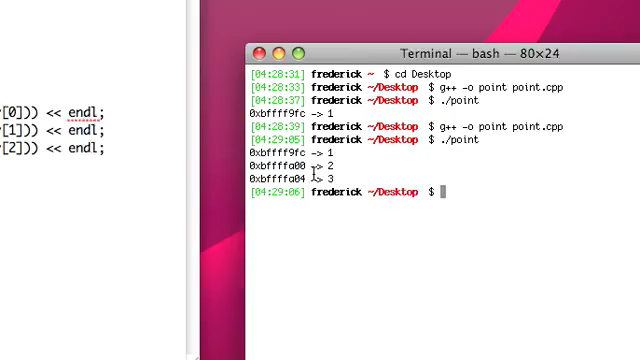 Terminal — bash — 80×24
[04:28:31] frederick ~ $ cd Desktop
[04:28:33] frederick ~/Desktop $ g++ -o point point.cpp
[04:28:37] frederick ~/Desktop $ ./point
0xbffff9fc -> 1
[04:28:39] frederick ~/Desktop $ g++ -o point point.cpp
[04:29:05] frederick ~/Desktop $ ./point
0xbffff9fc -> 1
0xbffffa00 -> 2
0xbffffa04 -> 3
[04:29:06] frederick ~/Desktop $
[0])) << endl;
[1])) << endl;
[2])) << endl;